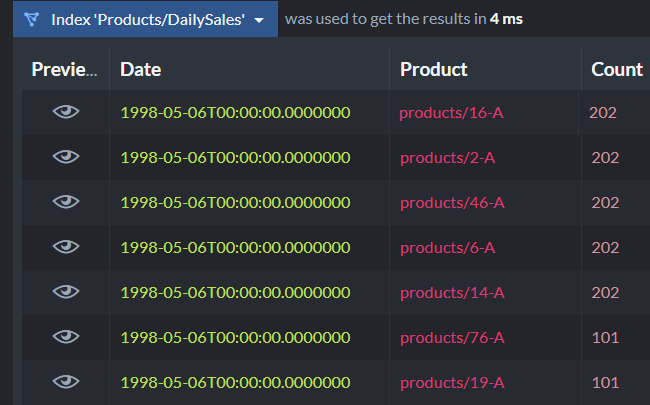 Index 'Products/DailySales' was used to get the results in 4 ms
Previe... Date Product Count
1998-05-06T00:00:00.0000000 products/16-A 202
1998-05-06T00:00:00.0000000 products/2-A 202
1998-05-06T00:00:00.0000000 products/46-A 202
1998-05-06T00:00:00.0000000 products/6-A 202
1998-05-06T00:00:00.0000000 products/14-A 202
1998-05-06T00:00:00.0000000 products/76-A 101
1998-05-06T00:00:00.0000000 products/19-A 101